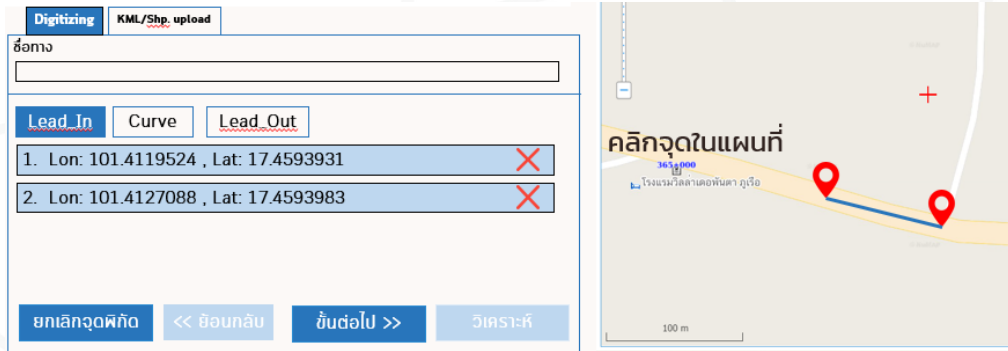 Digitizing
KML/Shp. upload
ชื่อทาง
Lead_In
Curve
Lead_Out
1. Lon: 101.4119524 , Lat: 17.4593931
2. Lon: 101.4127088 , Lat: 17.4593983
ยกเลิกจุดพิกัด
<< ย้อนกลับ
ขั้นต่อไป >>
วิเคราะห์
คลิกจุดในแผนที่
365+000
โรงแรมวิลล่าเดอพันตา ภูเรือ
100 m